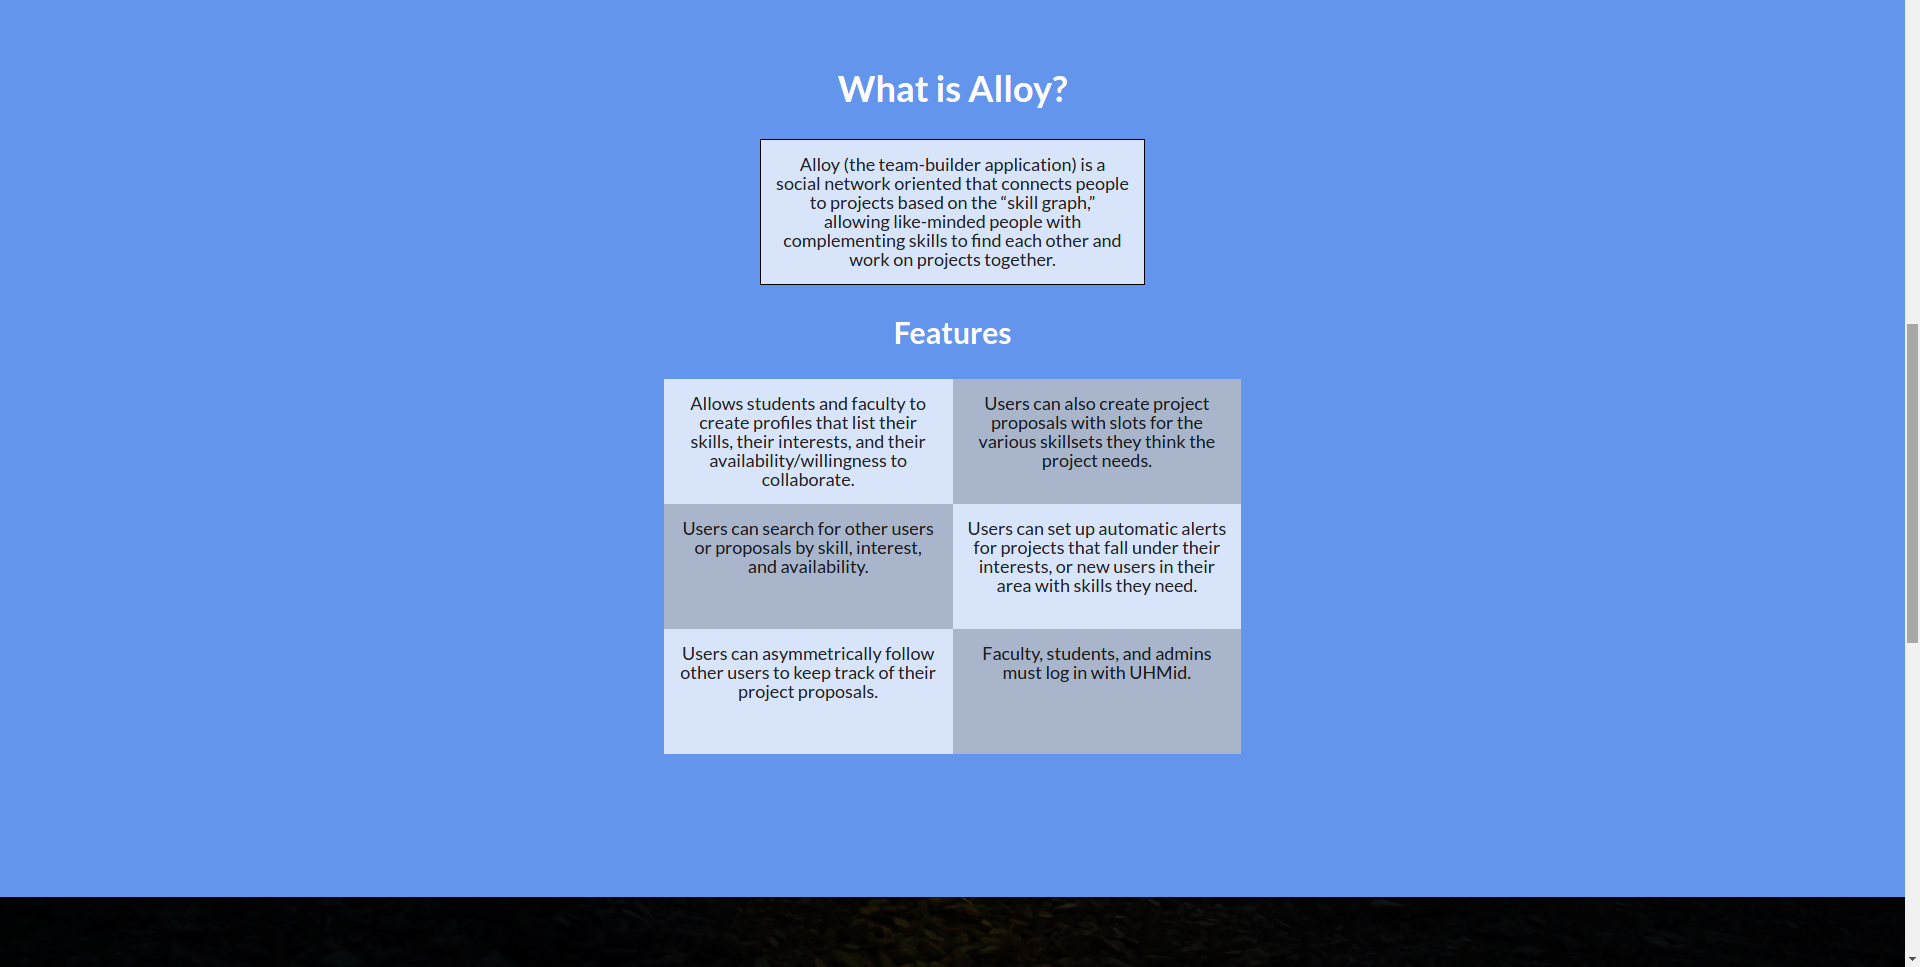 What is Alloy?
Alloy (the team-builder application) is a
social network oriented that connects people
to projects based on the “skill graph,”
allowing like-minded people with
complementing skills to find each other and
work on projects together.
Features
Allows students and faculty to
create profiles that list their
skills, their interests, and their
availability/willingness to
collaborate.
Users can also create project
proposals with slots for the
various skillsets they think the
project needs.
Users can search for other users
or proposals by skill, interest,
and availability.
Users can set up automatic alerts
for projects that fall under their
interests, or new users in their
area with skills they need.
Users can asymmetrically follow
other users to keep track of their
project proposals.
Faculty, students, and admins
must log in with UHMid.